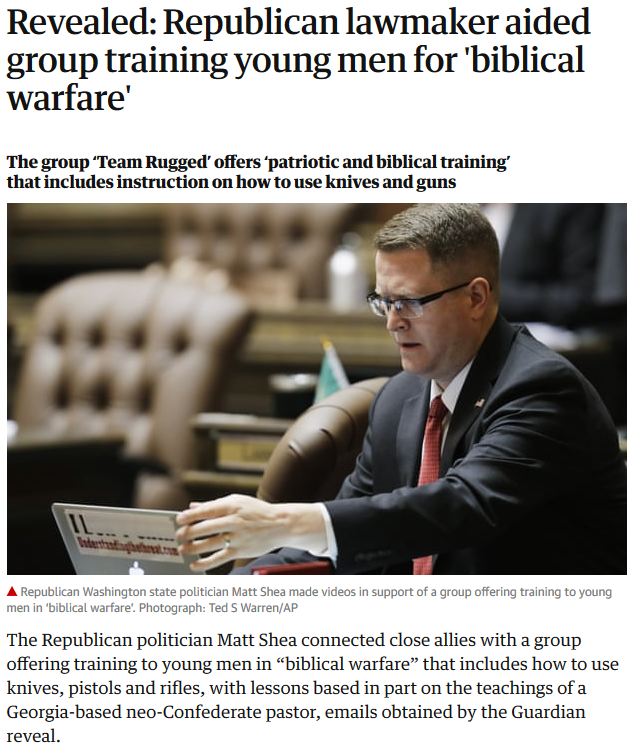 Revealed: Republican lawmaker aided
group training young men for 'biblical
warfare'
The group ‘Team Rugged’ offers ‘patriotic and biblical training’
that includes instruction on how to use knives and guns
Understandingthethreat.com
Republican Washington state politician Matt Shea made videos in support of a group offering training to young
men in ‘biblical warfare’. Photograph: Ted S Warren/AP
The Republican politician Matt Shea connected close allies with a group
offering training to young men in “biblical warfare” that includes how to use
knives, pistols and rifles, with lessons based in part on the teachings of a
Georgia-based neo-Confederate pastor, emails obtained by the Guardian
reveal.